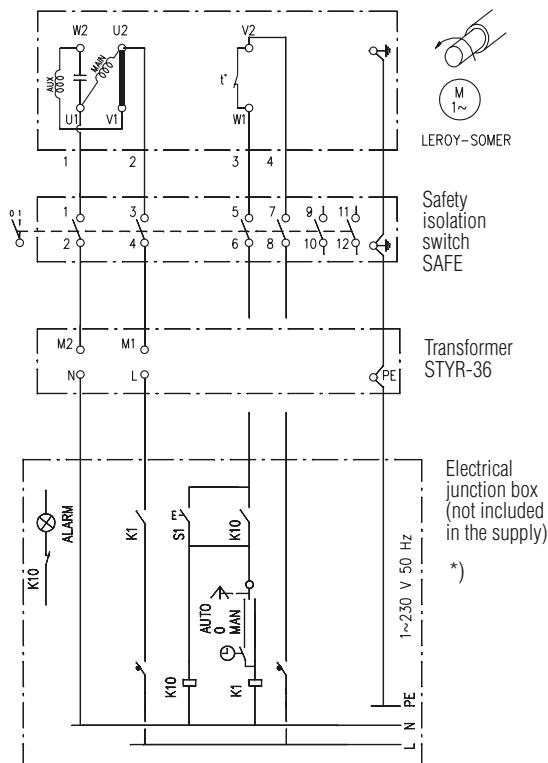 W2 U2 V2
AUX MAIN t°
U1 V1 W1
M
1~
LEROY-SOMER
1 2 3 4
0 1
1 3 5 7 9 11
2 4 6 8 10 12
Safety
isolation
switch
SAFE
M2 M1
N L PE
Transformer
STYR-36
Electrical
junction box
(not included
in the supply)
*)
ALARM
K10
K1
S1
K10
AUTO
0
MAN
K10
K1
1~230 V 50 Hz
PE
N
L